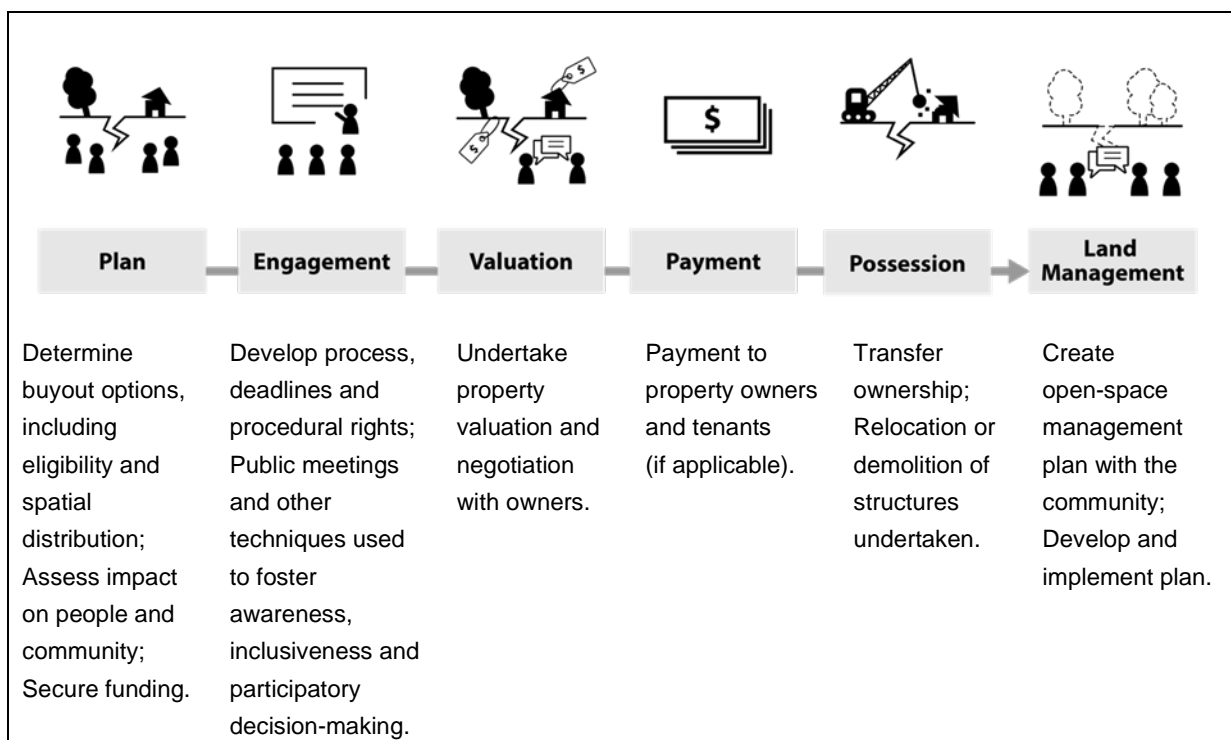 $
$
$
Plan
Engagement
Valuation
Payment
Possession
Land
Management
Determine
buyout options,
including
eligibility and
spatial
distribution;
Assess impact
on people and
community;
Secure funding.
Develop process,
deadlines and
procedural rights;
Public meetings
and other
techniques used
to foster
awareness,
inclusiveness and
participatory
decision-making.
Undertake
property
valuation and
negotiation
with owners.
Payment to
property owners
and tenants
(if applicable).
Transfer
ownership;
Relocation or
demolition of
structures
undertaken.
Create
open-space
management
plan with the
community;
Develop and
implement plan.